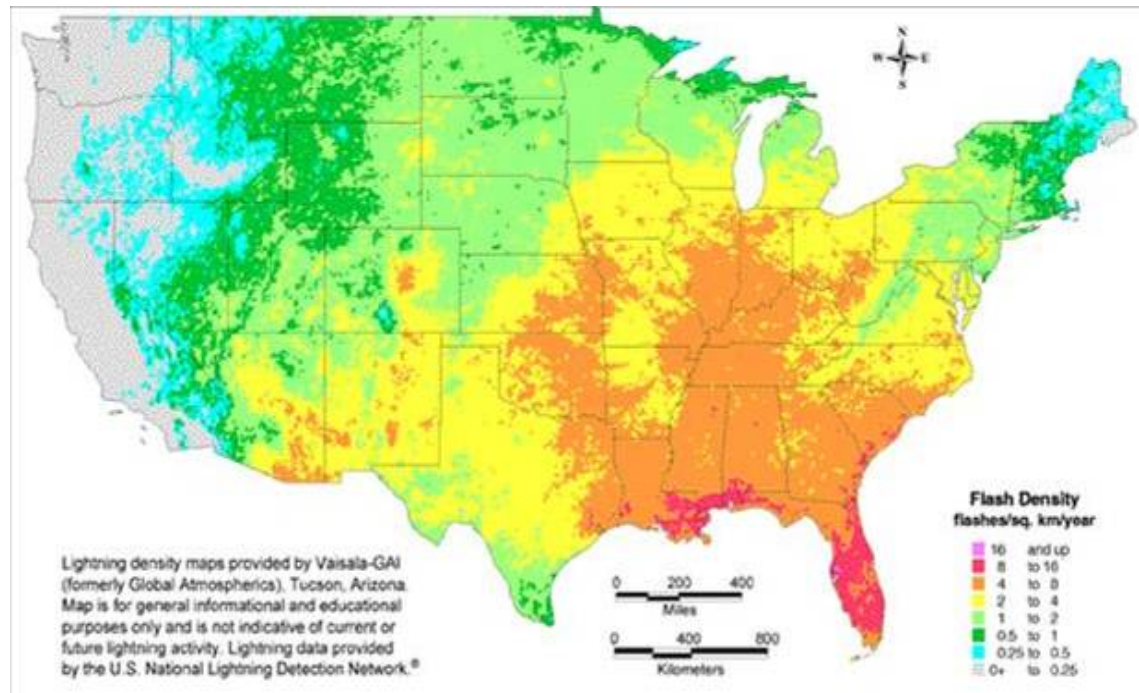 N
W E
S
Flash Density
flashes/sq. km/year
16 and up
8 to 16
4 to 8
2 to 4
1 to 2
0.5 to 1
0.25 to 0.5
0+ to 0.25
Lightning density maps provided by Vaisala-GAI
(formerly Global Atmospherics), Tucson, Arizona.
Map is for general informational and educational
purposes only and is not indicative of current or
future lightning activity. Lightning data provided
by the U.S. National Lightning Detection Network.®
0 200 400
Miles
0 400 800
Kilometers